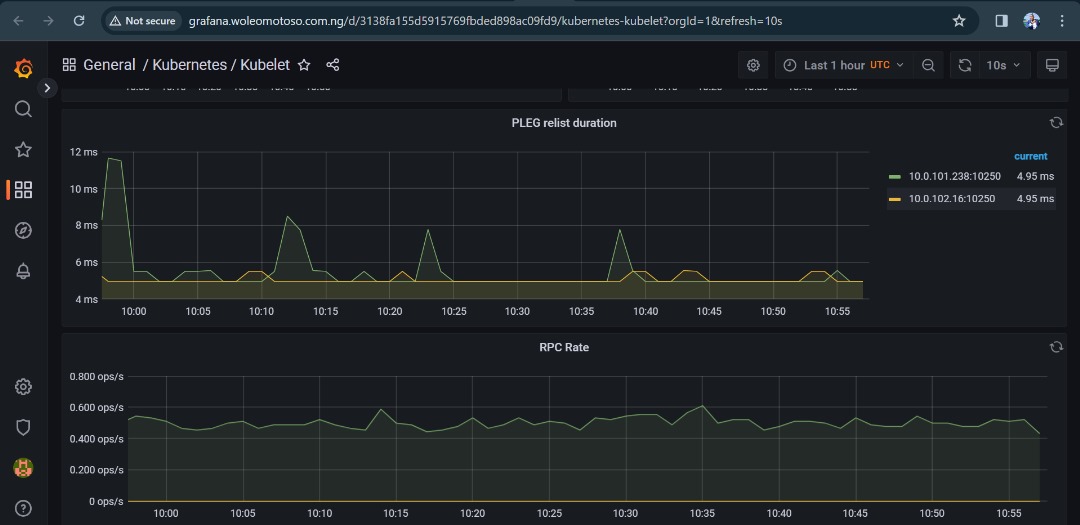 Not secure grafana.woleomotoso.com.ng/d/3138fa155d5915769fbded898ac09fd9/kubernetes-kubelet?orgId=1&refresh=10s
General / Kubernetes / Kubelet Last 1 hour UTC 10s
PLEG relist duration
12 ms
10 ms
8 ms
6 ms
4 ms
10:00 10:05 10:10 10:15 10:20 10:25 10:30 10:35 10:40 10:45 10:50 10:55
current
10.0.101.238:10250 4.95 ms
10.0.102.16:10250 4.95 ms
RPC Rate
0.800 ops/s
0.600 ops/s
0.400 ops/s
0.200 ops/s
0 ops/s
10:00 10:05 10:10 10:15 10:20 10:25 10:30 10:35 10:40 10:45 10:50 10:55